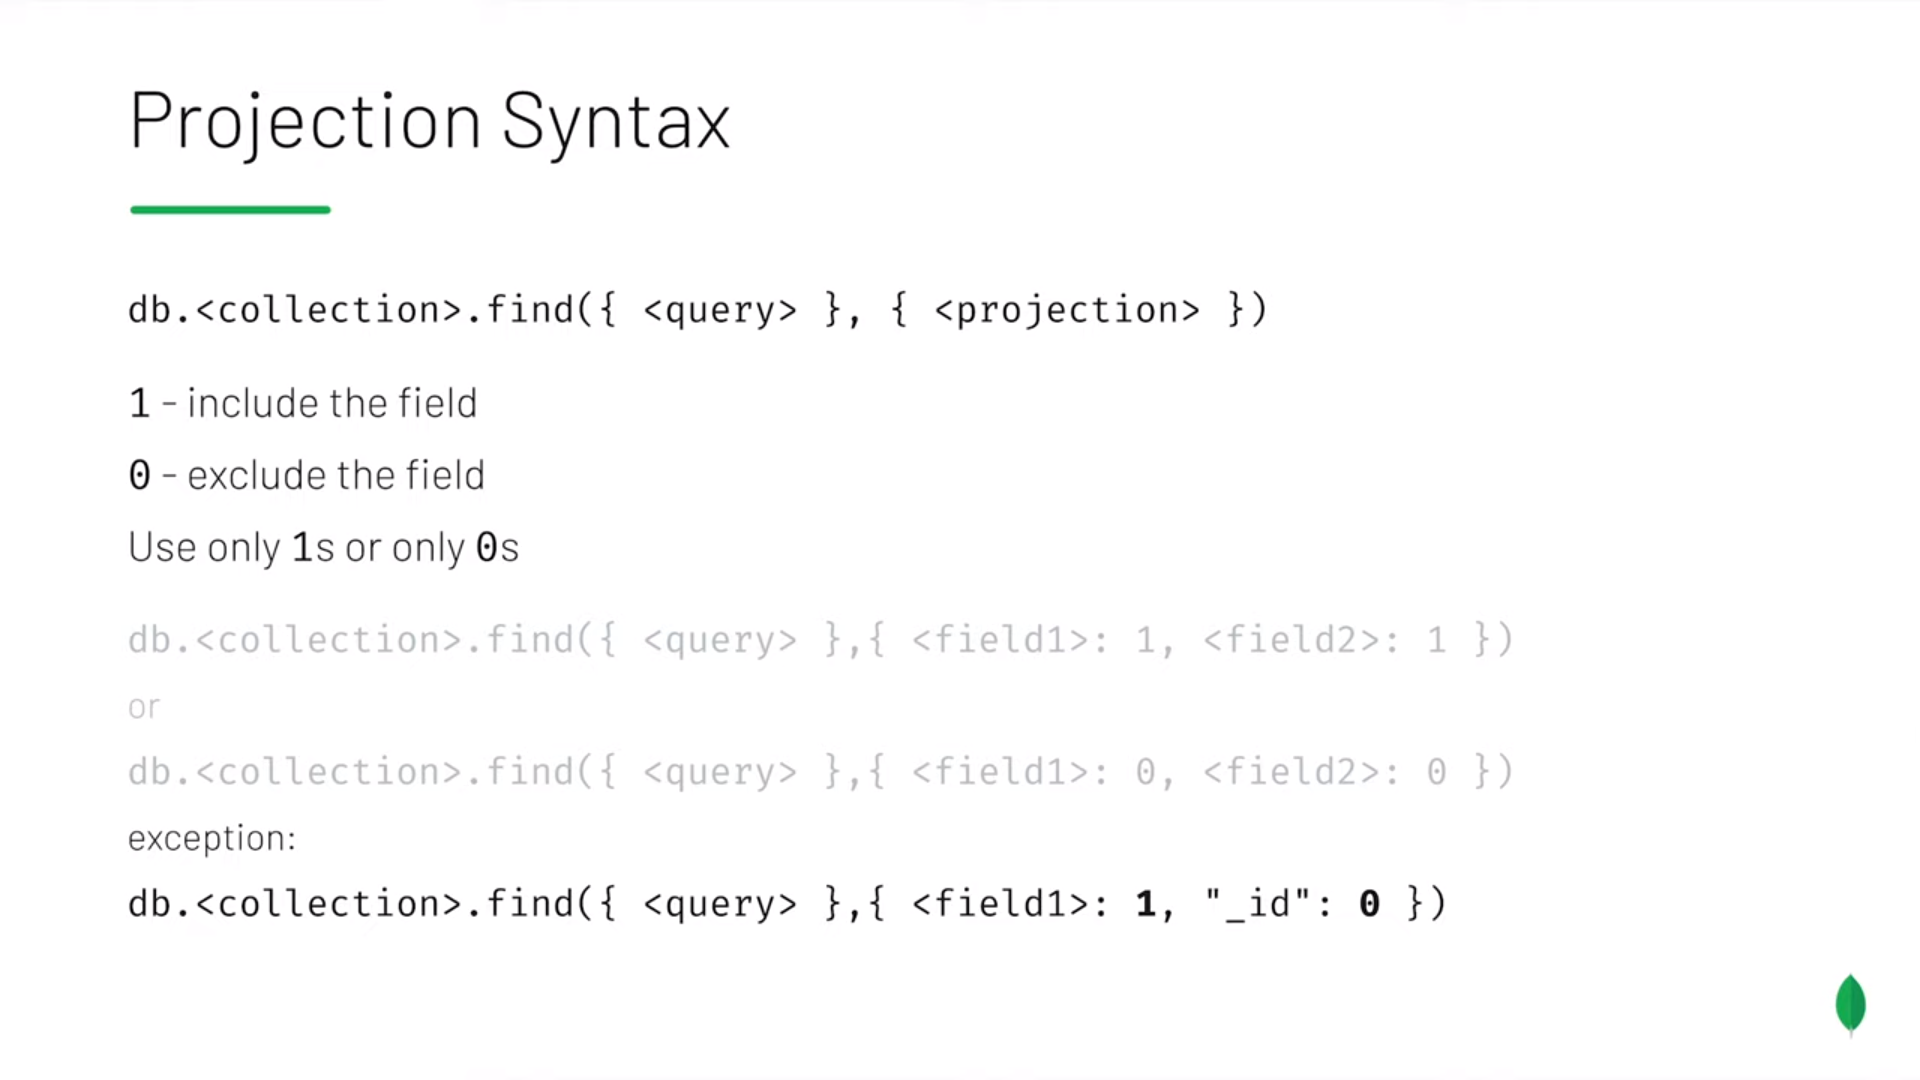 Projection Syntax
db.<collection>.find({ <query> }, { <projection> })
1 - include the field
0 - exclude the field
Use only 1s or only 0s
db.<collection>.find({ <query> },{ <field1>: 1, <field2>: 1 })
or
db.<collection>.find({ <query> },{ <field1>: 0, <field2>: 0 })
exception:
db.<collection>.find({ <query> },{ <field1>: 1, "_id": 0 })